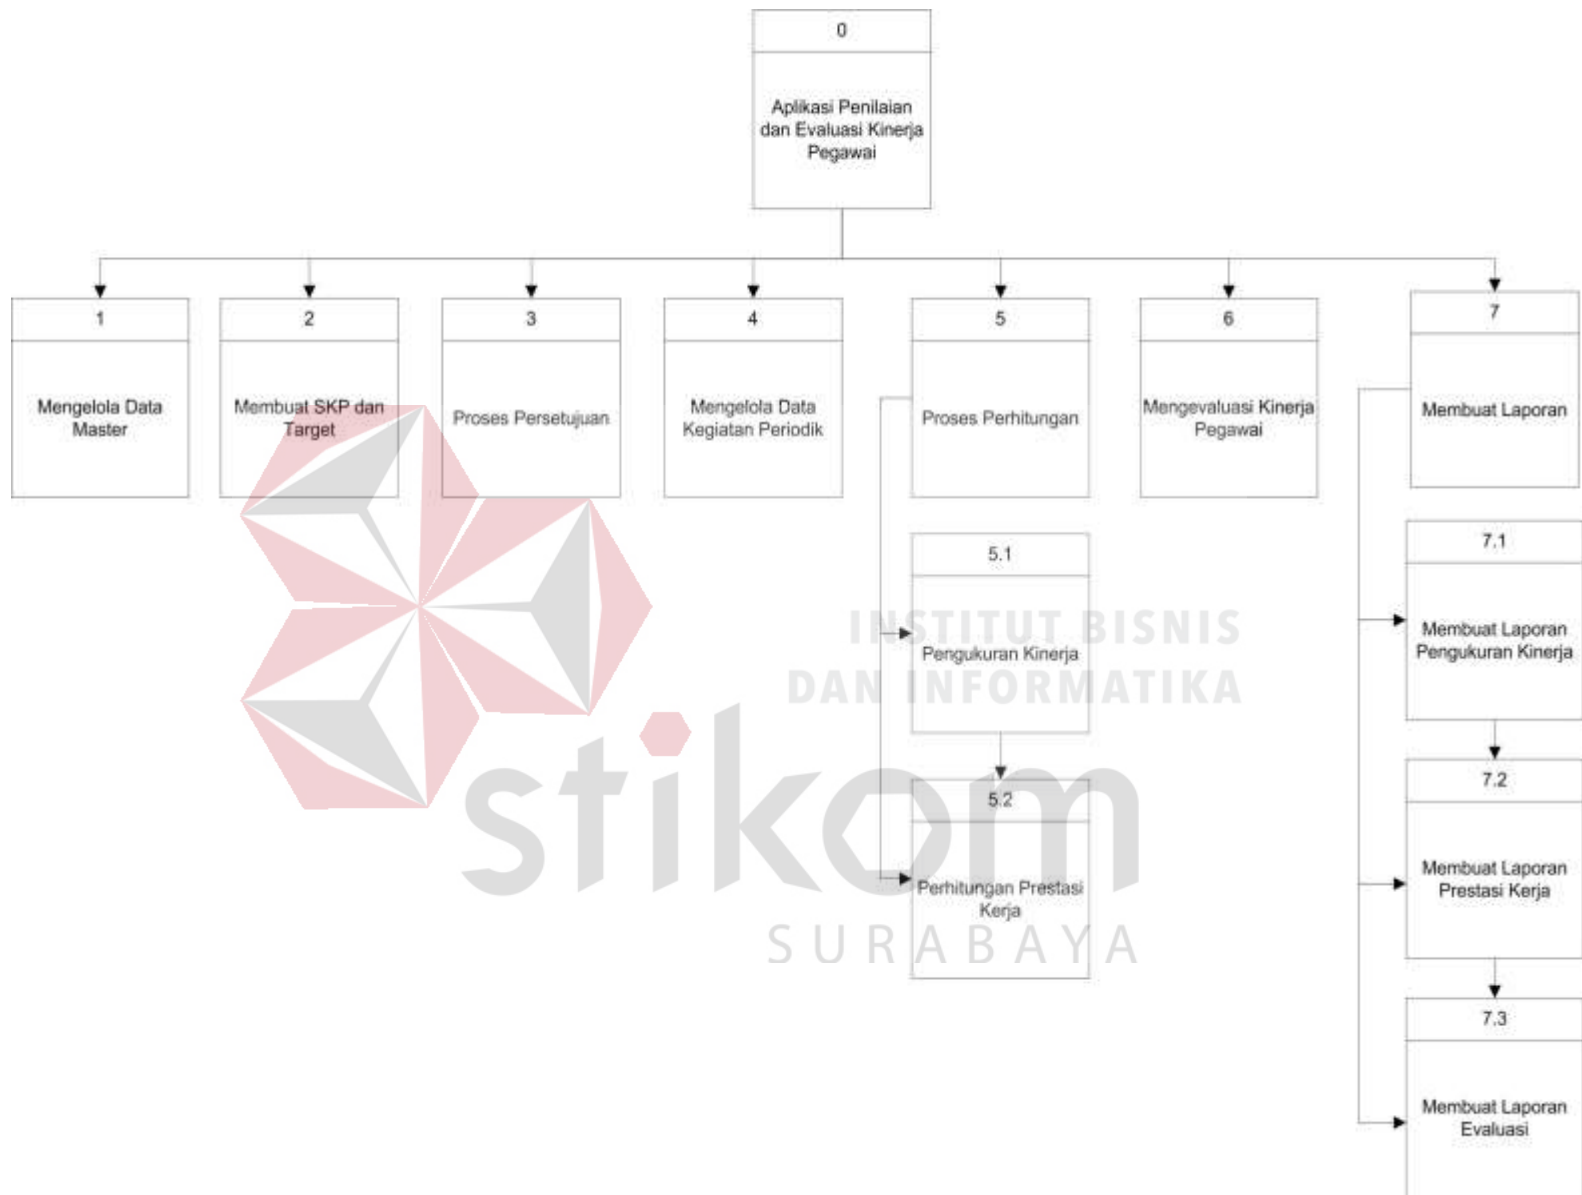 0
Aplikasi Penilaian
dan Evaluasi Kinerja
Pegawai
1
Mengelola Data
Master
2
Membuat SKP dan
Target
3
Proses Persetujuan
4
Mengelola Data
Kegiatan Periodik
5
Proses Perhitungan
6
Mengevaluasi Kinerja
Pegawai
7
Membuat Laporan
5.1
Pengukuran Kinerja
5.2
Perhitungan Prestasi
Kerja
7.1
Membuat Laporan
Pengukuran Kinerja
7.2
Membuat Laporan
Prestasi Kerja
7.3
Membuat Laporan
Evaluasi
INSTITUT BISNIS
DAN INFORMATIKA
stikom
SURABAYA